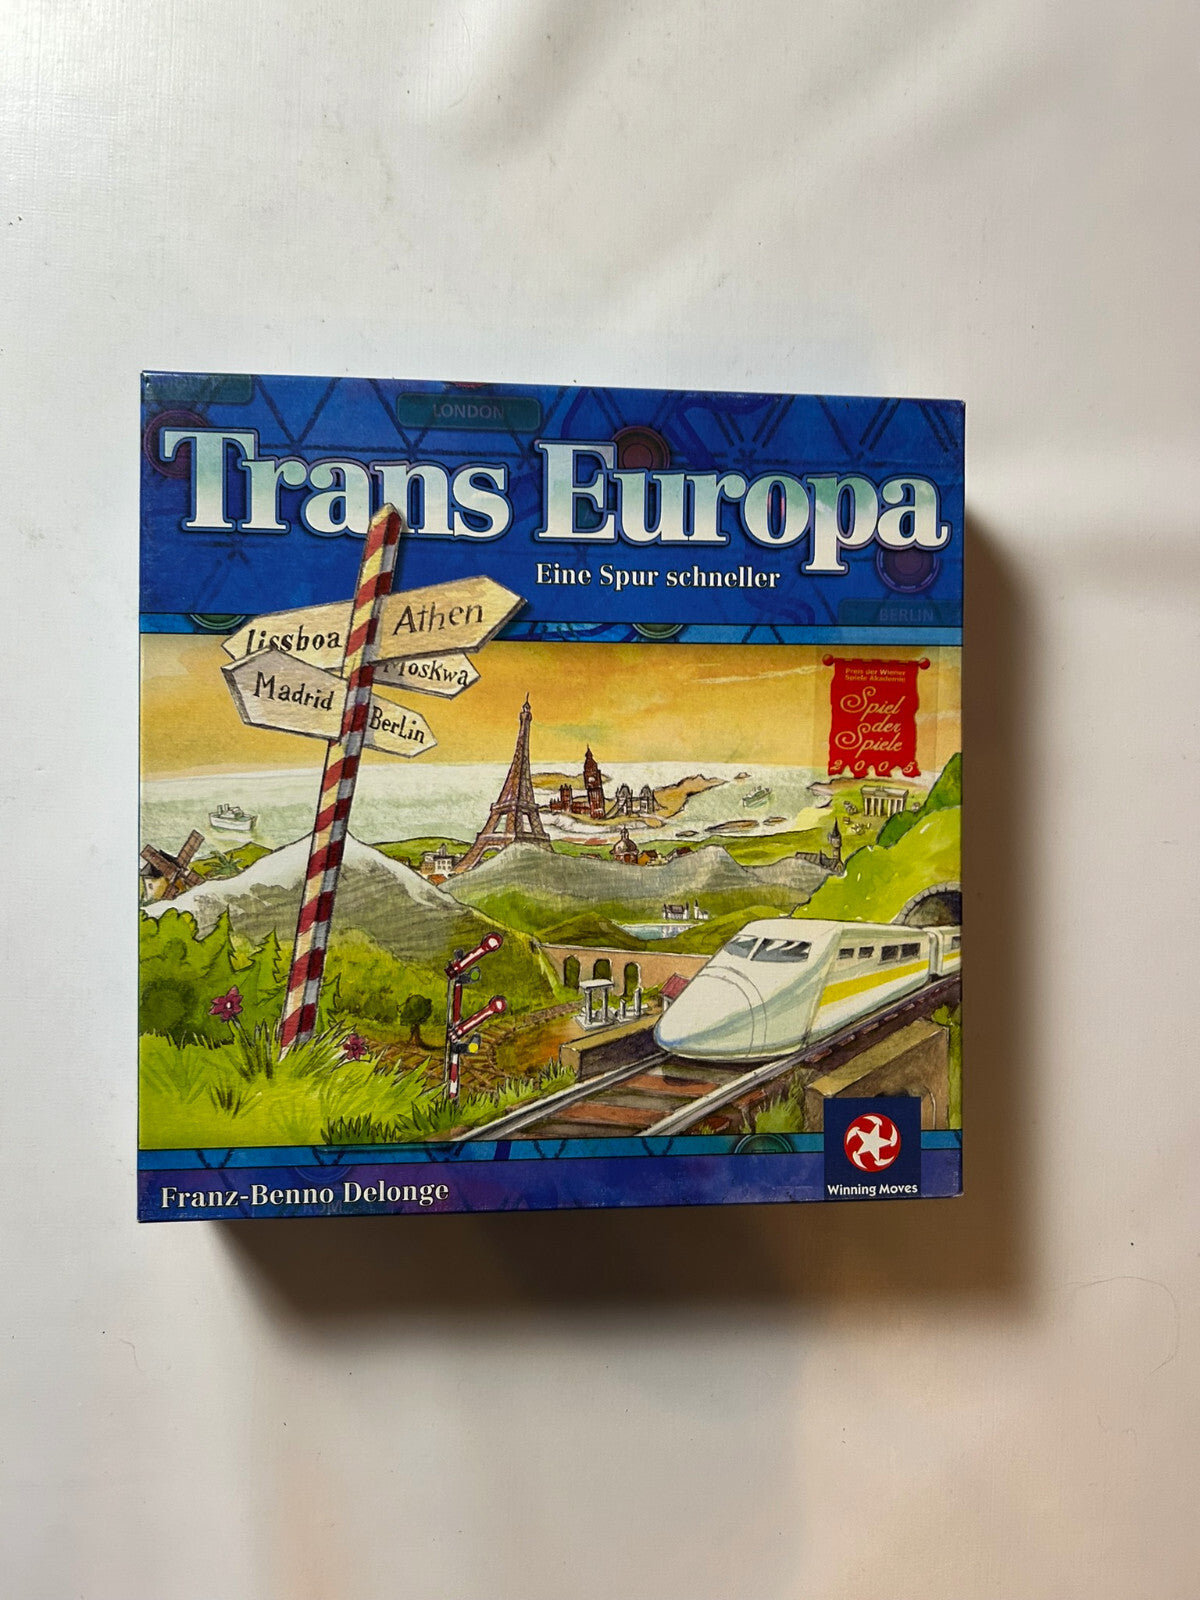 LONDON
Trans Europa
Eine Spur schneller
BERLIN
Athen
lissboa
Moskwa
Madrid
Berlin
Preis der Wiener
Spiele Akademie
Spiel
der
Spiele
2005
Franz-Benno Delonge
Winning Moves